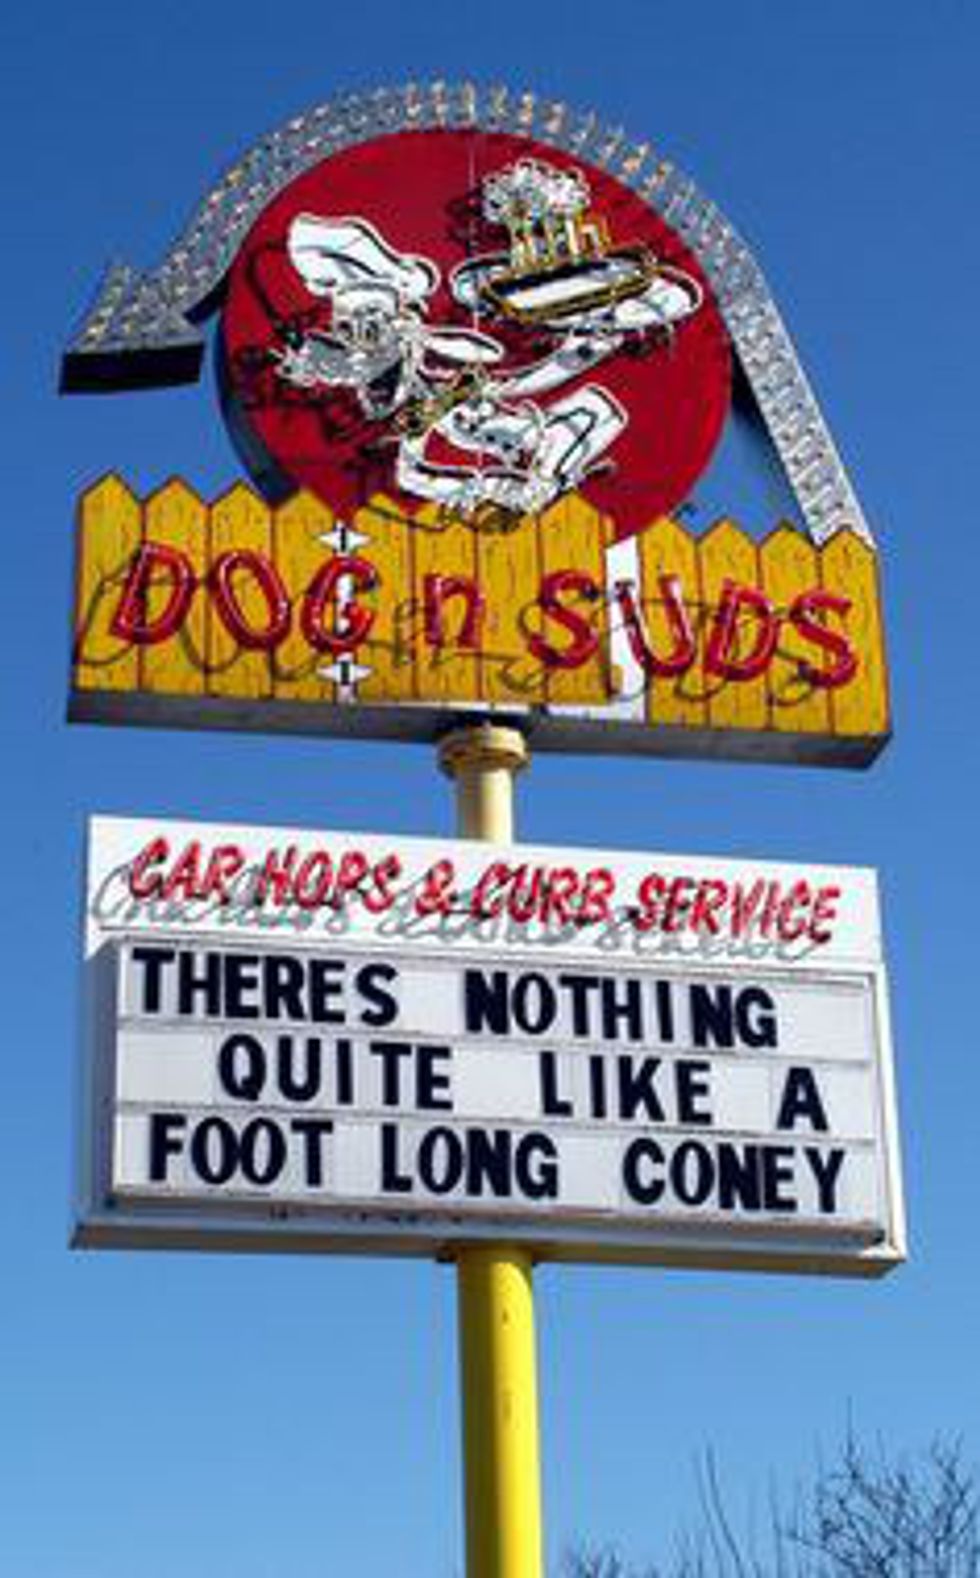 DOG n SUDS
CAR HOPS & CURB SERVICE
THERES NOTHING
QUITE LIKE A
FOOT LONG CONEY